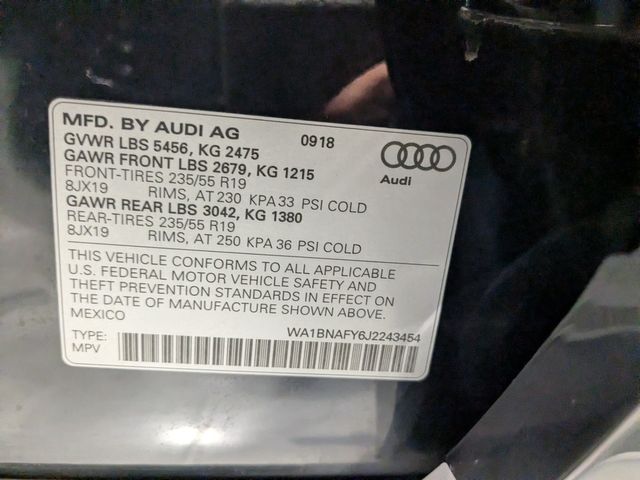 MFD. BY AUDI AG 0918
GVWR LBS 5456, KG 2475
GAWR FRONT LBS 2679, KG 1215
FRONT-TIRES 235/55 R19
8JX19 RIMS, AT 230 KPA 33 PSI COLD
GAWR REAR LBS 3042, KG 1380
REAR-TIRES 235/55 R19
8JX19 RIMS, AT 250 KPA 36 PSI COLD
Audi
THIS VEHICLE CONFORMS TO ALL APPLICABLE
U.S. FEDERAL MOTOR VEHICLE SAFETY AND
THEFT PREVENTION STANDARDS IN EFFECT ON
THE DATE OF MANUFACTURE SHOWN ABOVE.
MEXICO
WA1BNAFY6J2243454
TYPE:
MPV